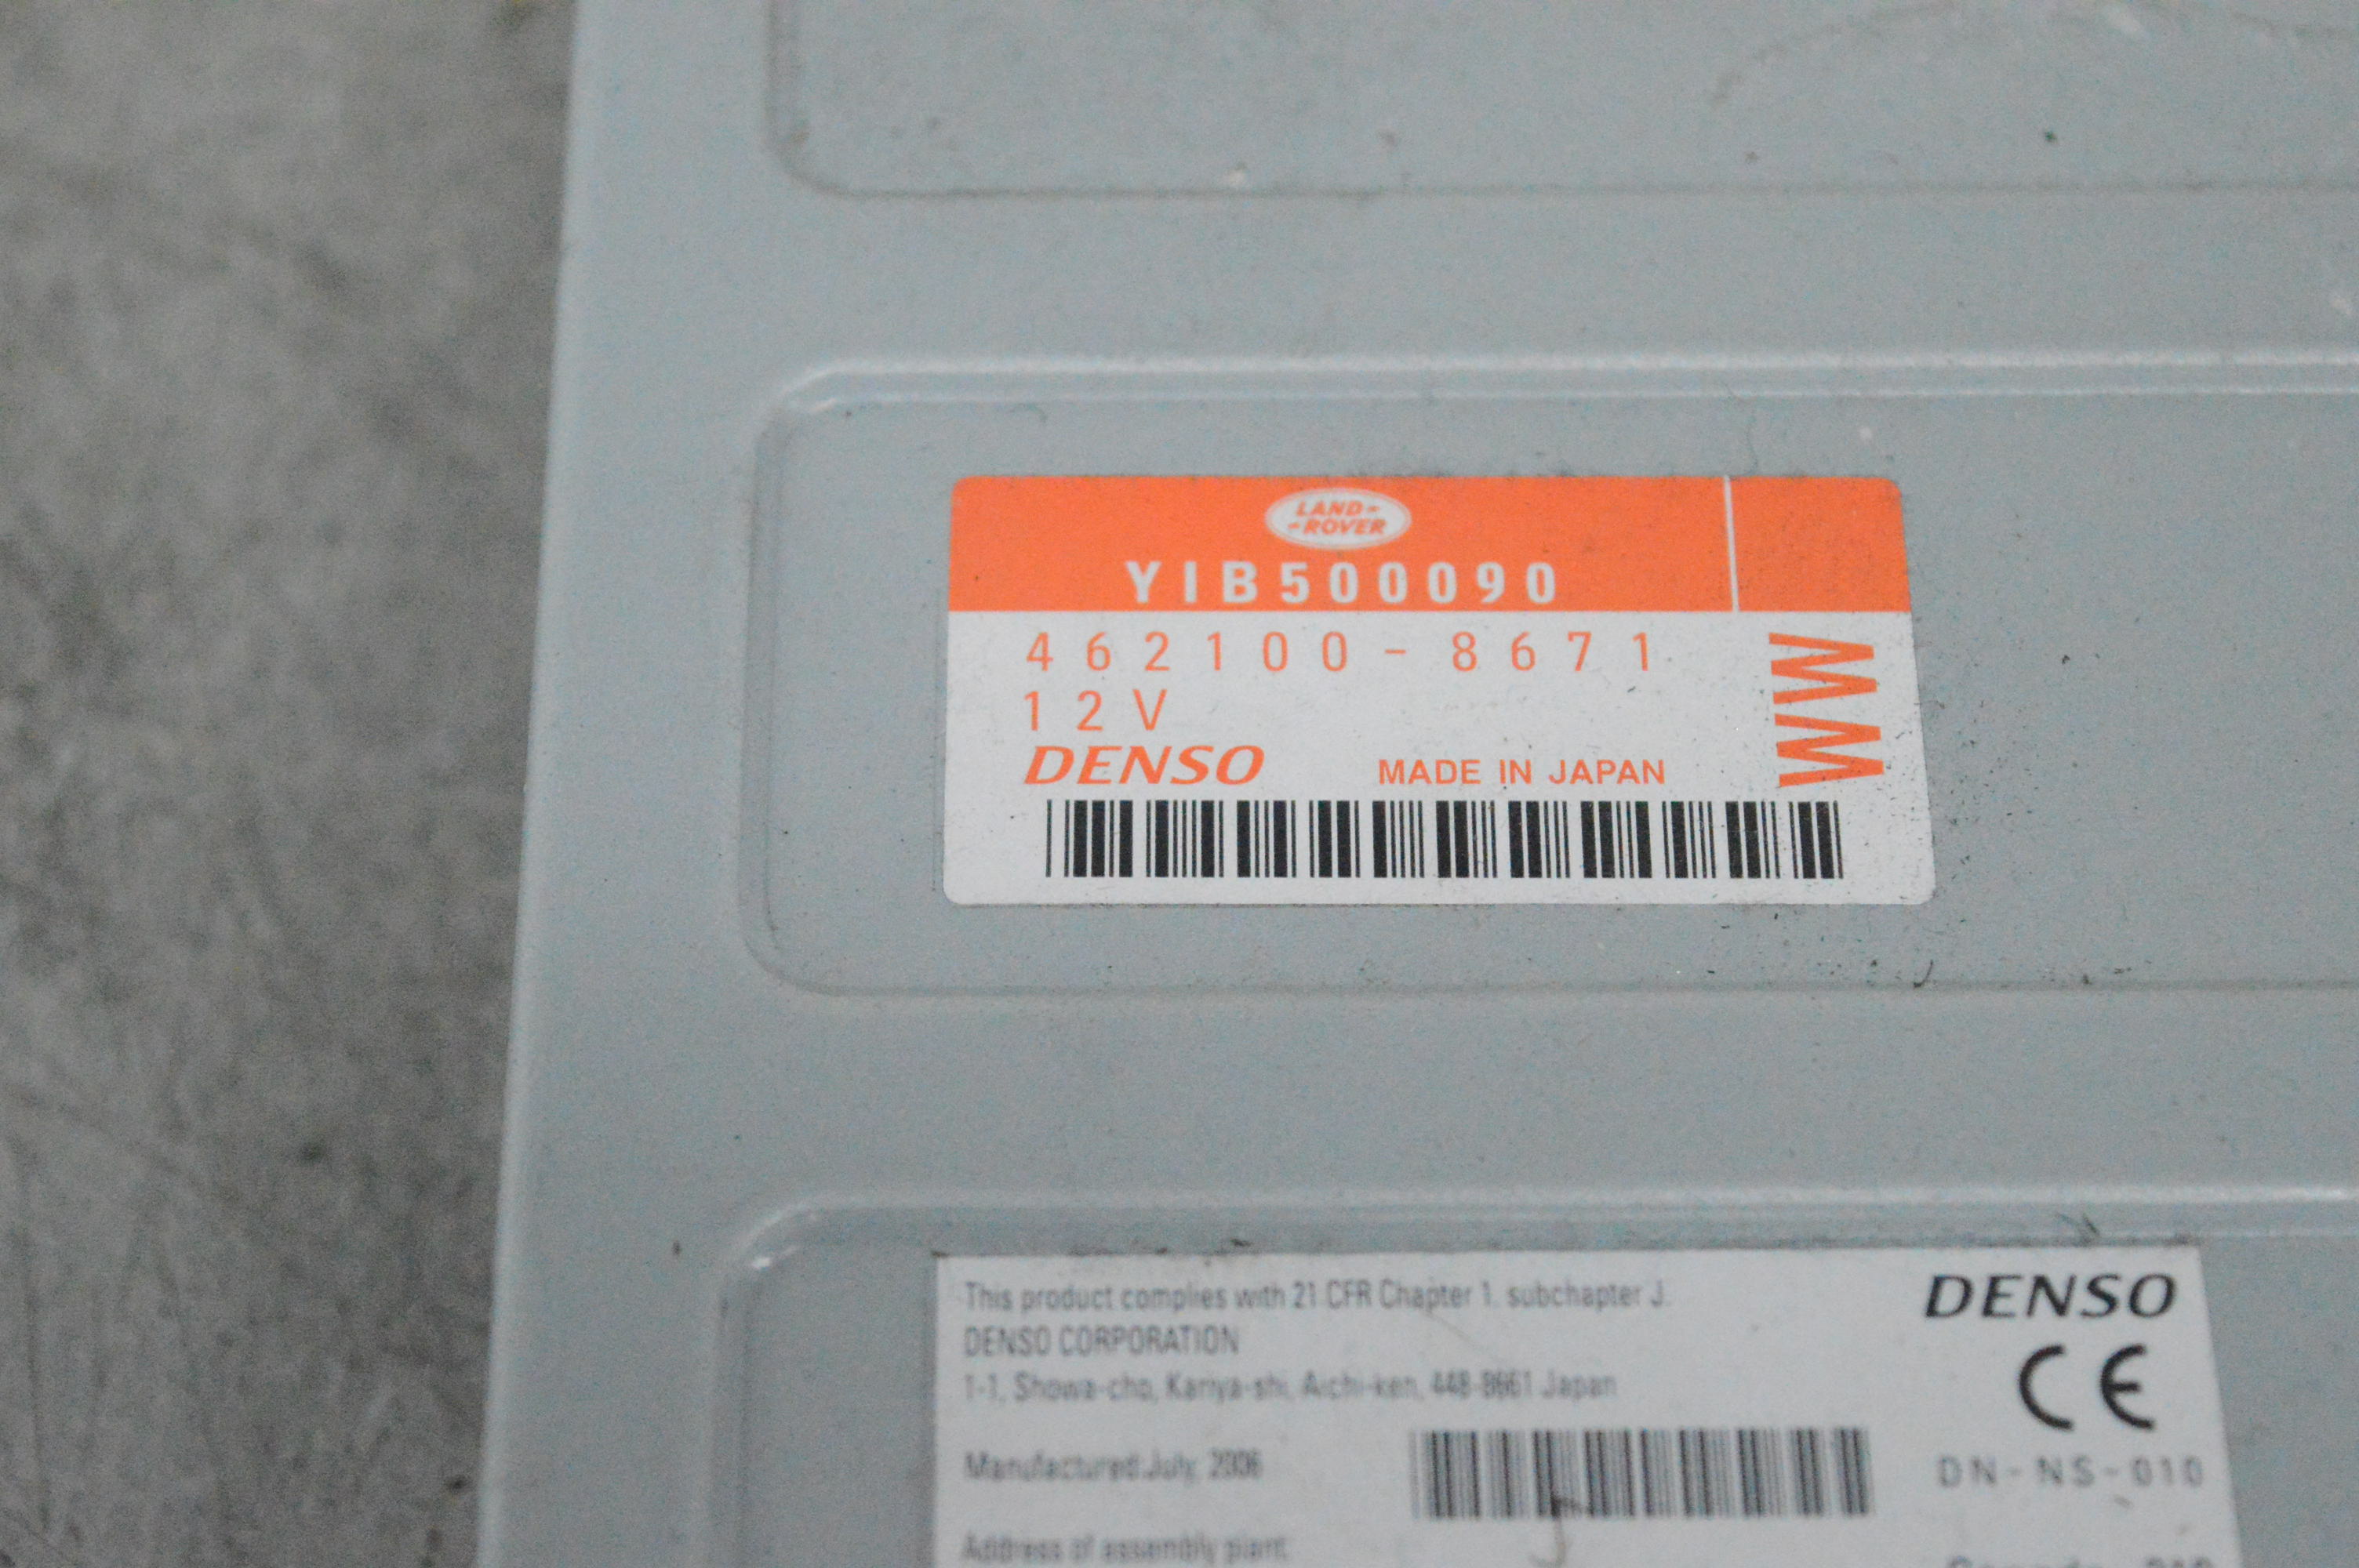 LAND-
-ROVER
YIB500090
462100-8671
12V
MM
DENSO MADE IN JAPAN
This product complies with 21 CFR Chapter 1. subchapter J.
DENSO
DENSO CORPORATION
1-1, Showa-cho, Kariya-shi, Aichi-ken, 448-8661 Japan
CE
Manufactured July, 2006
DN-NS-010
Address of assembly plant: